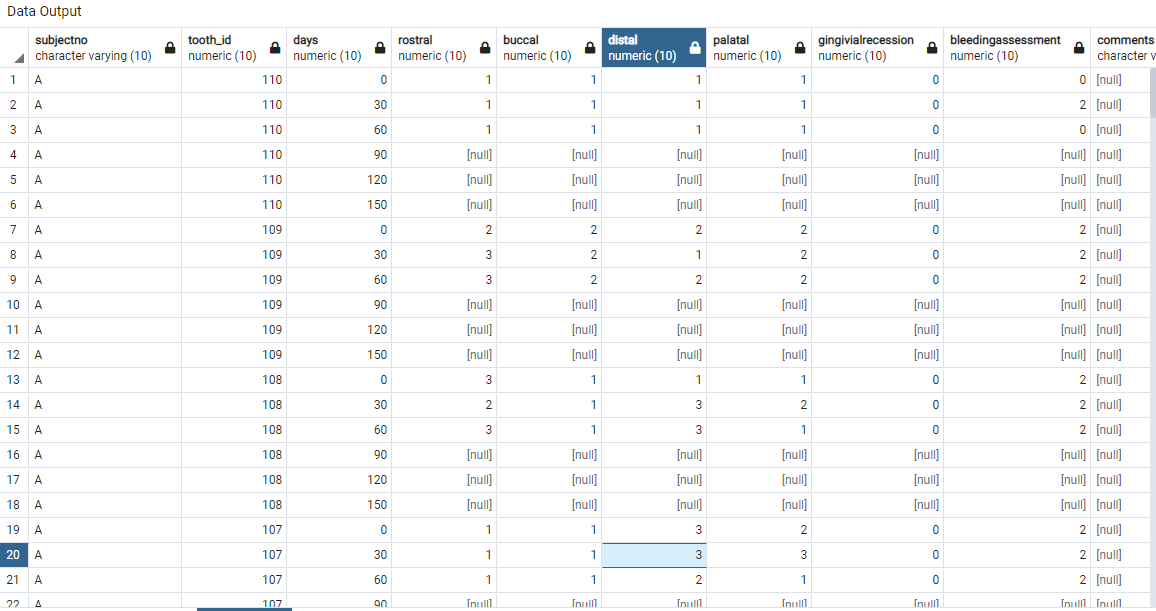 Data Output
subjectno tooth_id days rostral buccal distal palatal gingivialrecession bleedingassessment comments
character varying (10) numeric (10) numeric (10) numeric (10) numeric (10) numeric (10) numeric (10) numeric (10) numeric (10) character v
1 A 110 0 1 1 1 1 0 0 [null]
2 A 110 30 1 1 1 1 0 2 [null]
3 A 110 60 1 1 1 1 0 0 [null]
4 A 110 90 [null] [null] [null] [null] [null] [null] [null]
5 A 110 120 [null] [null] [null] [null] [null] [null] [null]
6 A 110 150 [null] [null] [null] [null] [null] [null] [null]
7 A 109 0 2 2 2 2 0 2 [null]
8 A 109 30 3 2 1 2 0 2 [null]
9 A 109 60 3 2 2 2 0 2 [null]
10 A 109 90 [null] [null] [null] [null] [null] [null] [null]
11 A 109 120 [null] [null] [null] [null] [null] [null] [null]
12 A 109 150 [null] [null] [null] [null] [null] [null] [null]
13 A 108 0 3 1 1 1 0 2 [null]
14 A 108 30 2 1 3 2 0 2 [null]
15 A 108 60 3 1 3 1 0 2 [null]
16 A 108 90 [null] [null] [null] [null] [null] [null] [null]
17 A 108 120 [null] [null] [null] [null] [null] [null] [null]
18 A 108 150 [null] [null] [null] [null] [null] [null] [null]
19 A 107 0 1 1 3 2 0 2 [null]
20 A 107 30 1 1 3 3 0 2 [null]
21 A 107 60 1 1 2 1 0 2 [null]
22 A 107 90 [null] [null] [null] [null] [null] [null] [null]